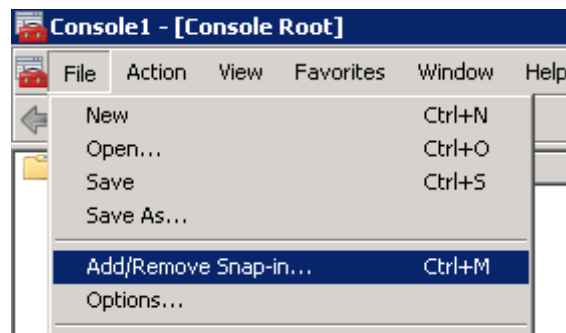 Console1 - [Console Root]
File Action View Favorites Window Help
New Ctrl+N
Open... Ctrl+O
Save Ctrl+S
Save As...
Add/Remove Snap-in... Ctrl+M
Options...